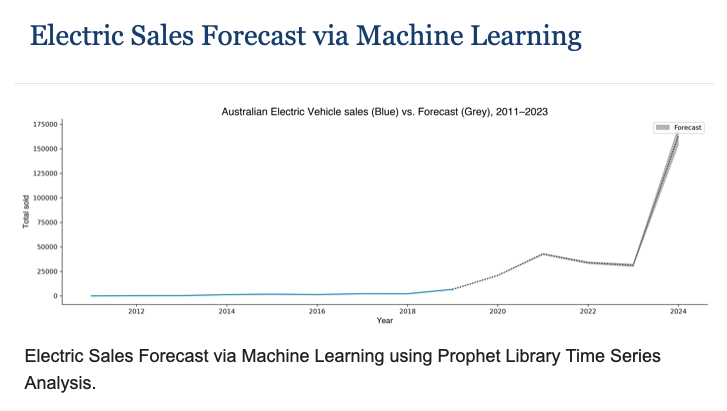 Electric Sales Forecast via Machine Learning
Australian Electric Vehicle sales (Blue) vs. Forecast (Grey), 2011–2023
Forecast
175000
150000
125000
100000
75000
50000
25000
0
Total sold
2012
2014
2016
2018
2020
2022
2024
Year
Electric Sales Forecast via Machine Learning using Prophet Library Time Series
Analysis.